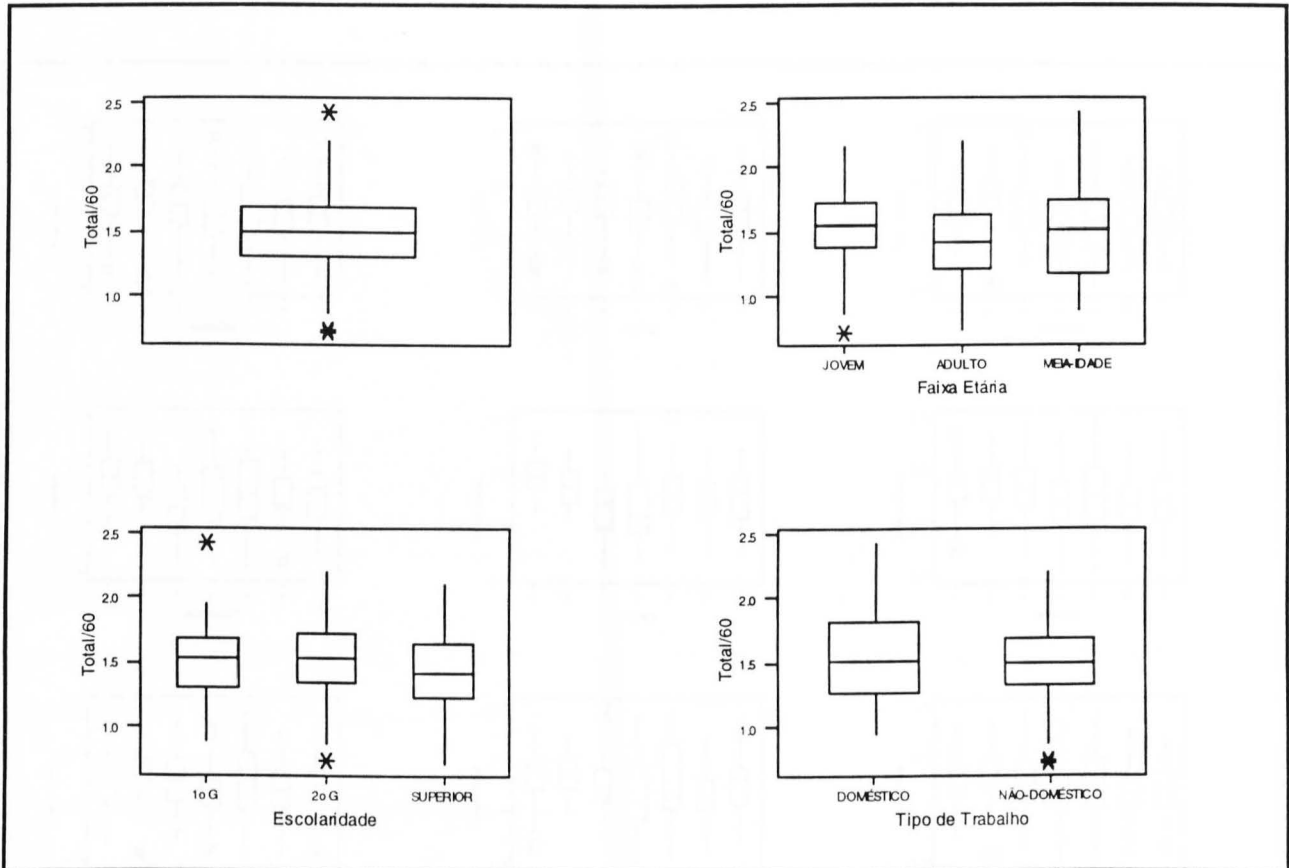 Total/60
2.5
2.0
1.5
1.0
Total/60
2.5
2.0
1.5
1.0
JOVEM ADULTO MEIA-IDADE
Faixa Etária
Total/60
2.5
2.0
1.5
1.0
1o G 2o G SUPERIOR
Escolaridade
Total/60
2.5
2.0
1.5
1.0
DOMÉSTICO NÃO-DOMÉSTICO
Tipo de Trabalho